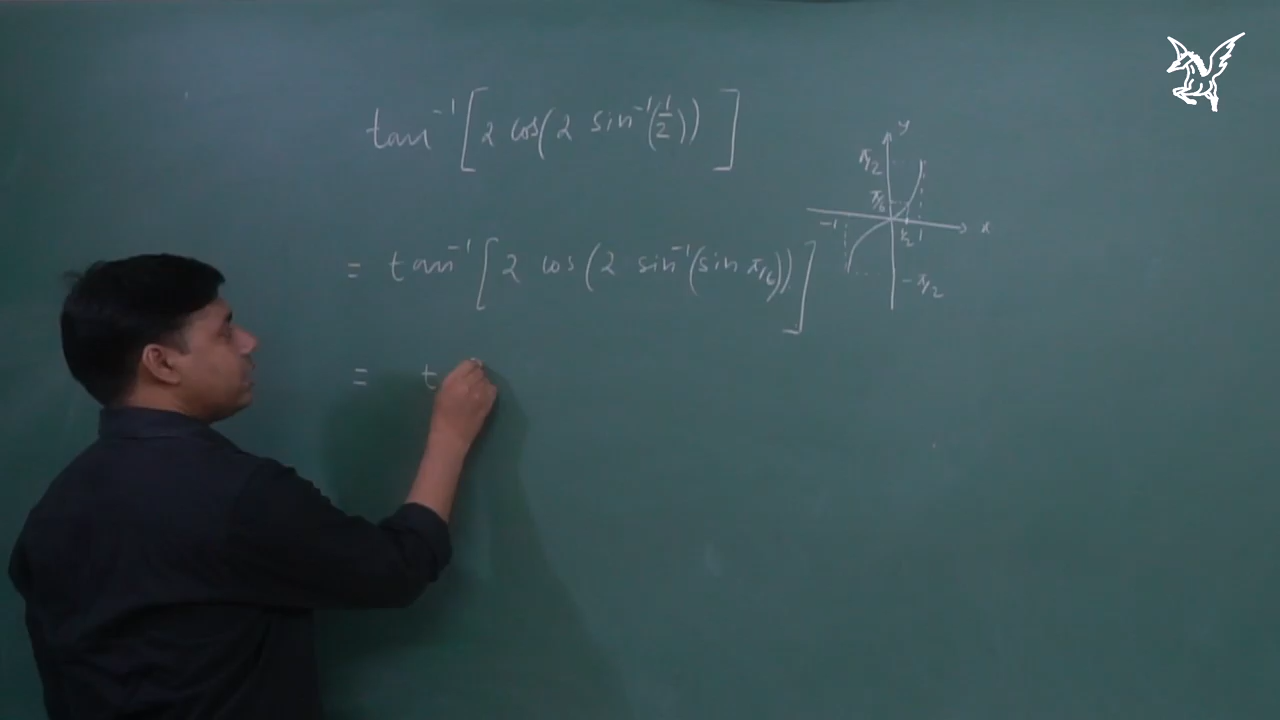 tan⁻¹[2 cos(2 sin⁻¹(1/2))]
= tan⁻¹[2 cos(2 sin⁻¹(sin π/6))]
= t
y
π/2
π/6
-1 1/2 1 x
-π/2